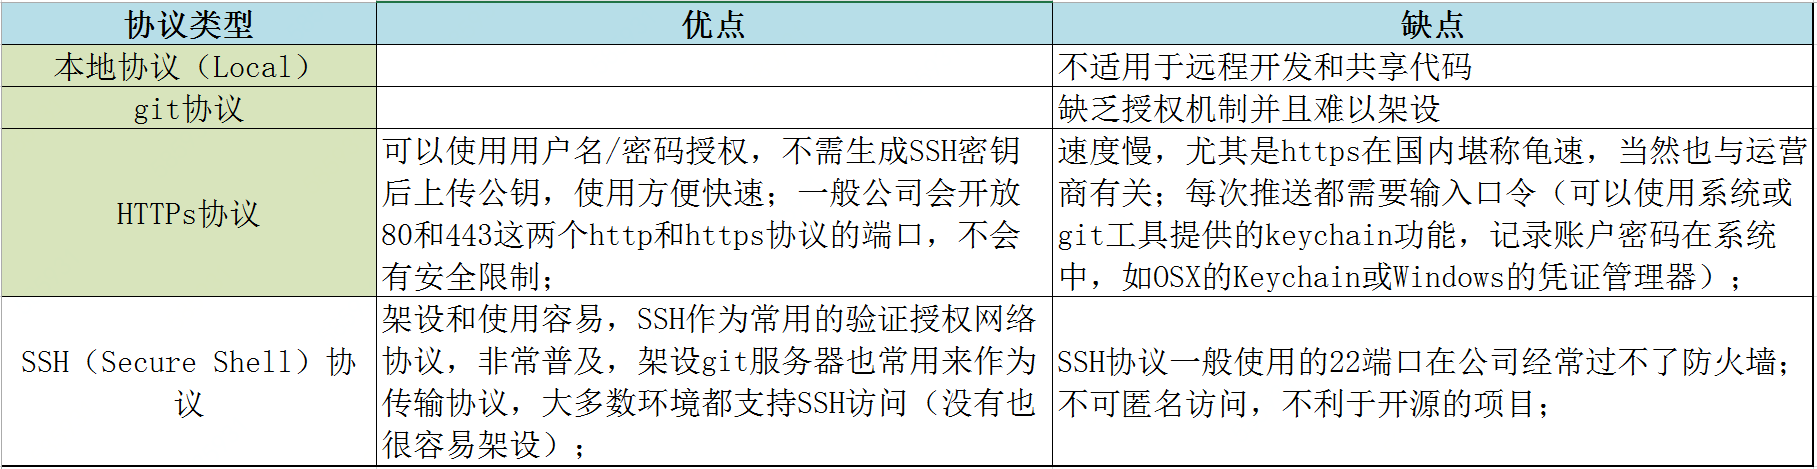 协议类型 优点 缺点
本地协议（Local） 不适用于远程开发和共享代码
git协议 缺乏授权机制并且难以架设
HTTPs协议
可以使用用户名/密码授权，不需生成SSH密钥
后上传公钥，使用方便快速；一般公司会开放
80和443这两个http和https协议的端口，不会
有安全限制；
速度慢，尤其是https在国内堪称龟速，当然也与运营
商有关；每次推送都需要输入口令（可以使用系统或
git工具提供的keychain功能，记录账户密码在系统
中，如OSX的Keychain或Windows的凭证管理器）；
SSH（Secure Shell）协
议
架设和使用容易，SSH作为常用的验证授权网络
协议，非常普及，架设git服务器也常用来作为
传输协议，大多数环境都支持SSH访问（没有也
很容易架设）；
SSH协议一般使用的22端口在公司经常过不了防火墙；
不可匿名访问，不利于开源的项目；